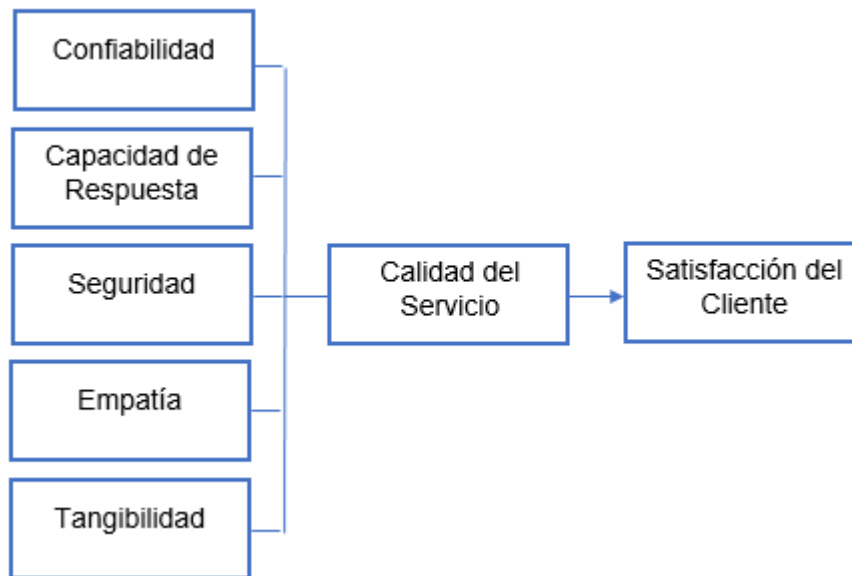 Confiabilidad
Capacidad de
Respuesta
Seguridad
Empatía
Tangibilidad
Calidad del
Servicio
Satisfacción del
Cliente